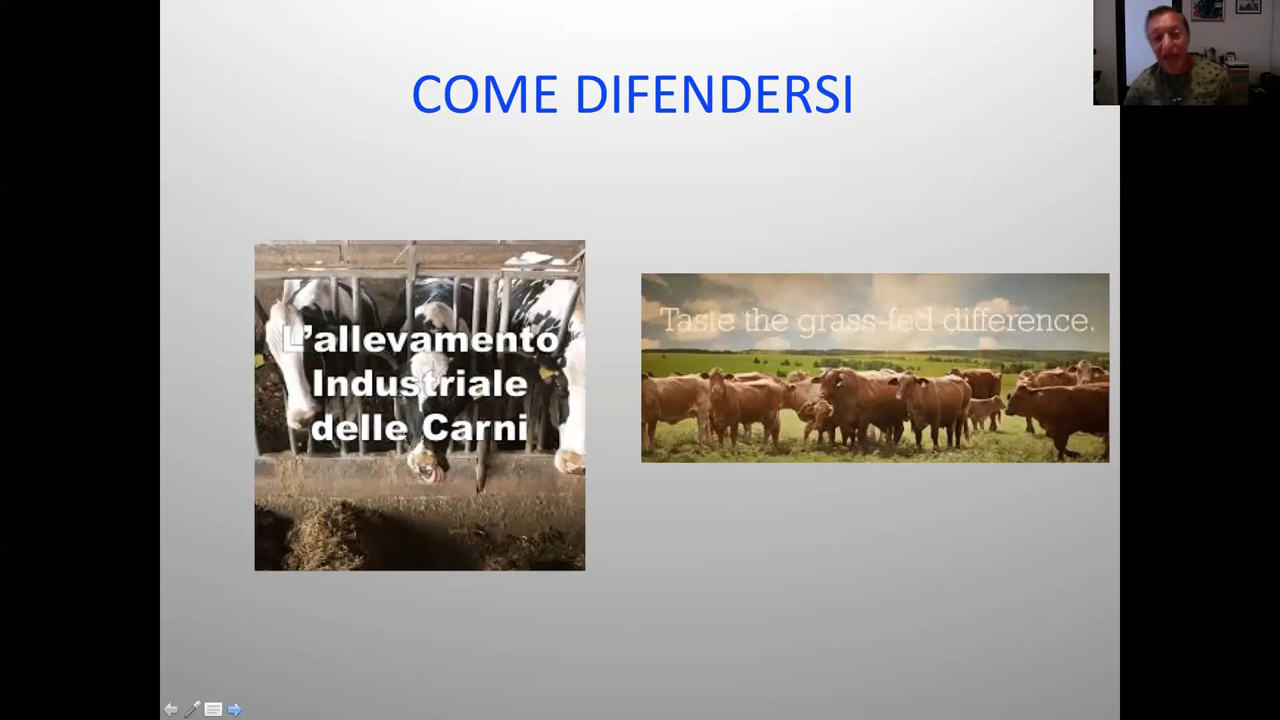 COME DIFENDERSI
L'allevamento
Industriale
delle Carni
Taste the grass-fed difference.